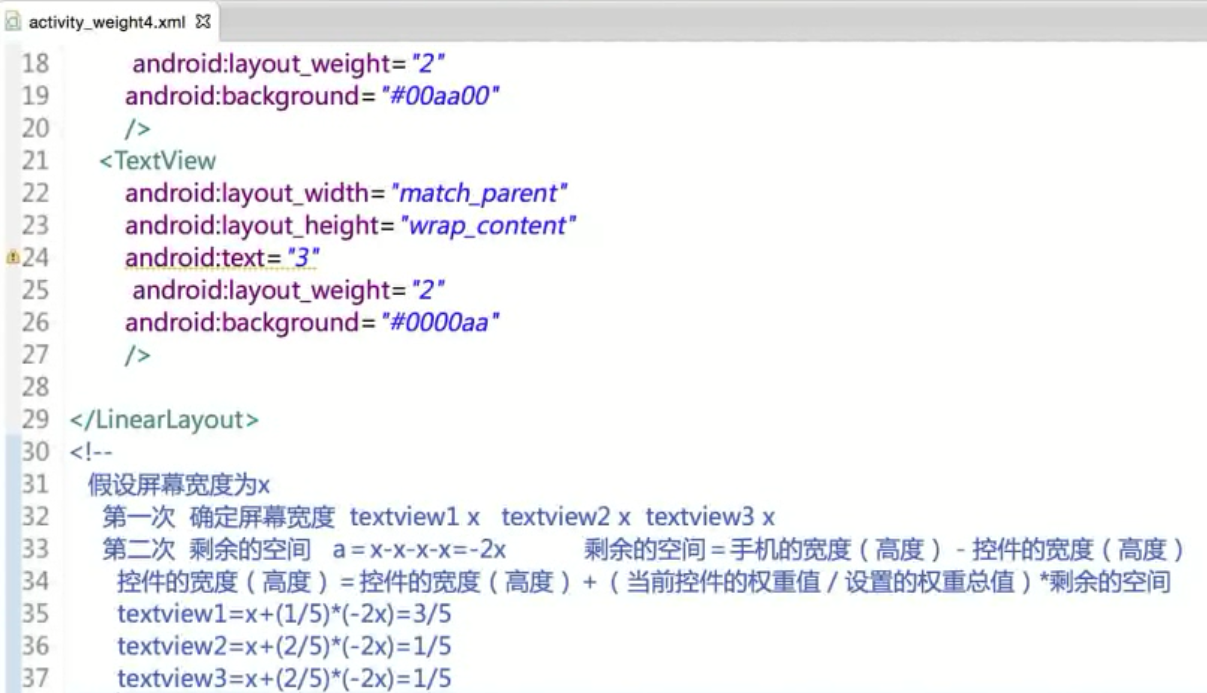 activity_weight4.xml
18 android:layout_weight="2"
19 android:background="#00aa00"
20 />
21 <TextView
22 android:layout_width="match_parent"
23 android:layout_height="wrap_content"
24 android:text="3"
25 android:layout_weight="2"
26 android:background="#0000aa"
27 />
28
29 </LinearLayout>
30 <!--
31 假设屏幕宽度为x
32 第一次 确定屏幕宽度 textview1 x textview2 x textview3 x
33 第二次 剩余的空间 a=x-x-x-x=-2x 剩余的空间=手机的宽度(高度) - 控件的宽度(高度)
34 控件的宽度(高度)=控件的宽度(高度)+(当前控件的权重值/设置的权重总值)*剩余的空间
35 textview1=x+(1/5)*(-2x)=3/5
36 textview2=x+(2/5)*(-2x)=1/5
37 textview3=x+(2/5)*(-2x)=1/5